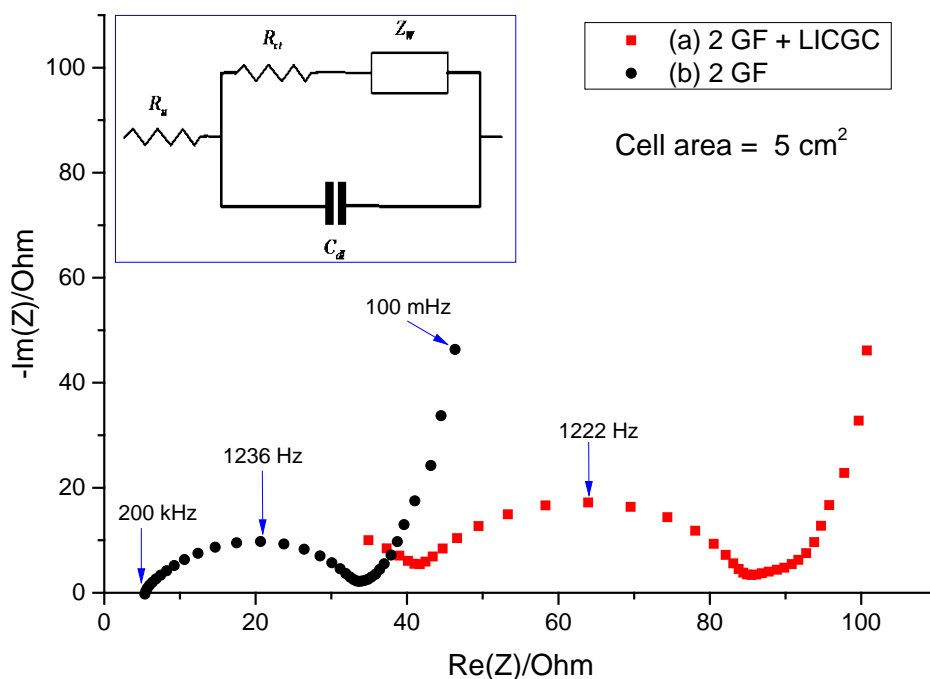 Z_W
R_ct
R_u
C_dl
(a) 2 GF + LICGC
(b) 2 GF
Cell area = 5 cm²
100 mHz
1236 Hz
1222 Hz
200 kHz
-Im(Z)/Ohm
100
80
60
40
20
0
0 20 40 60 80 100
Re(Z)/Ohm